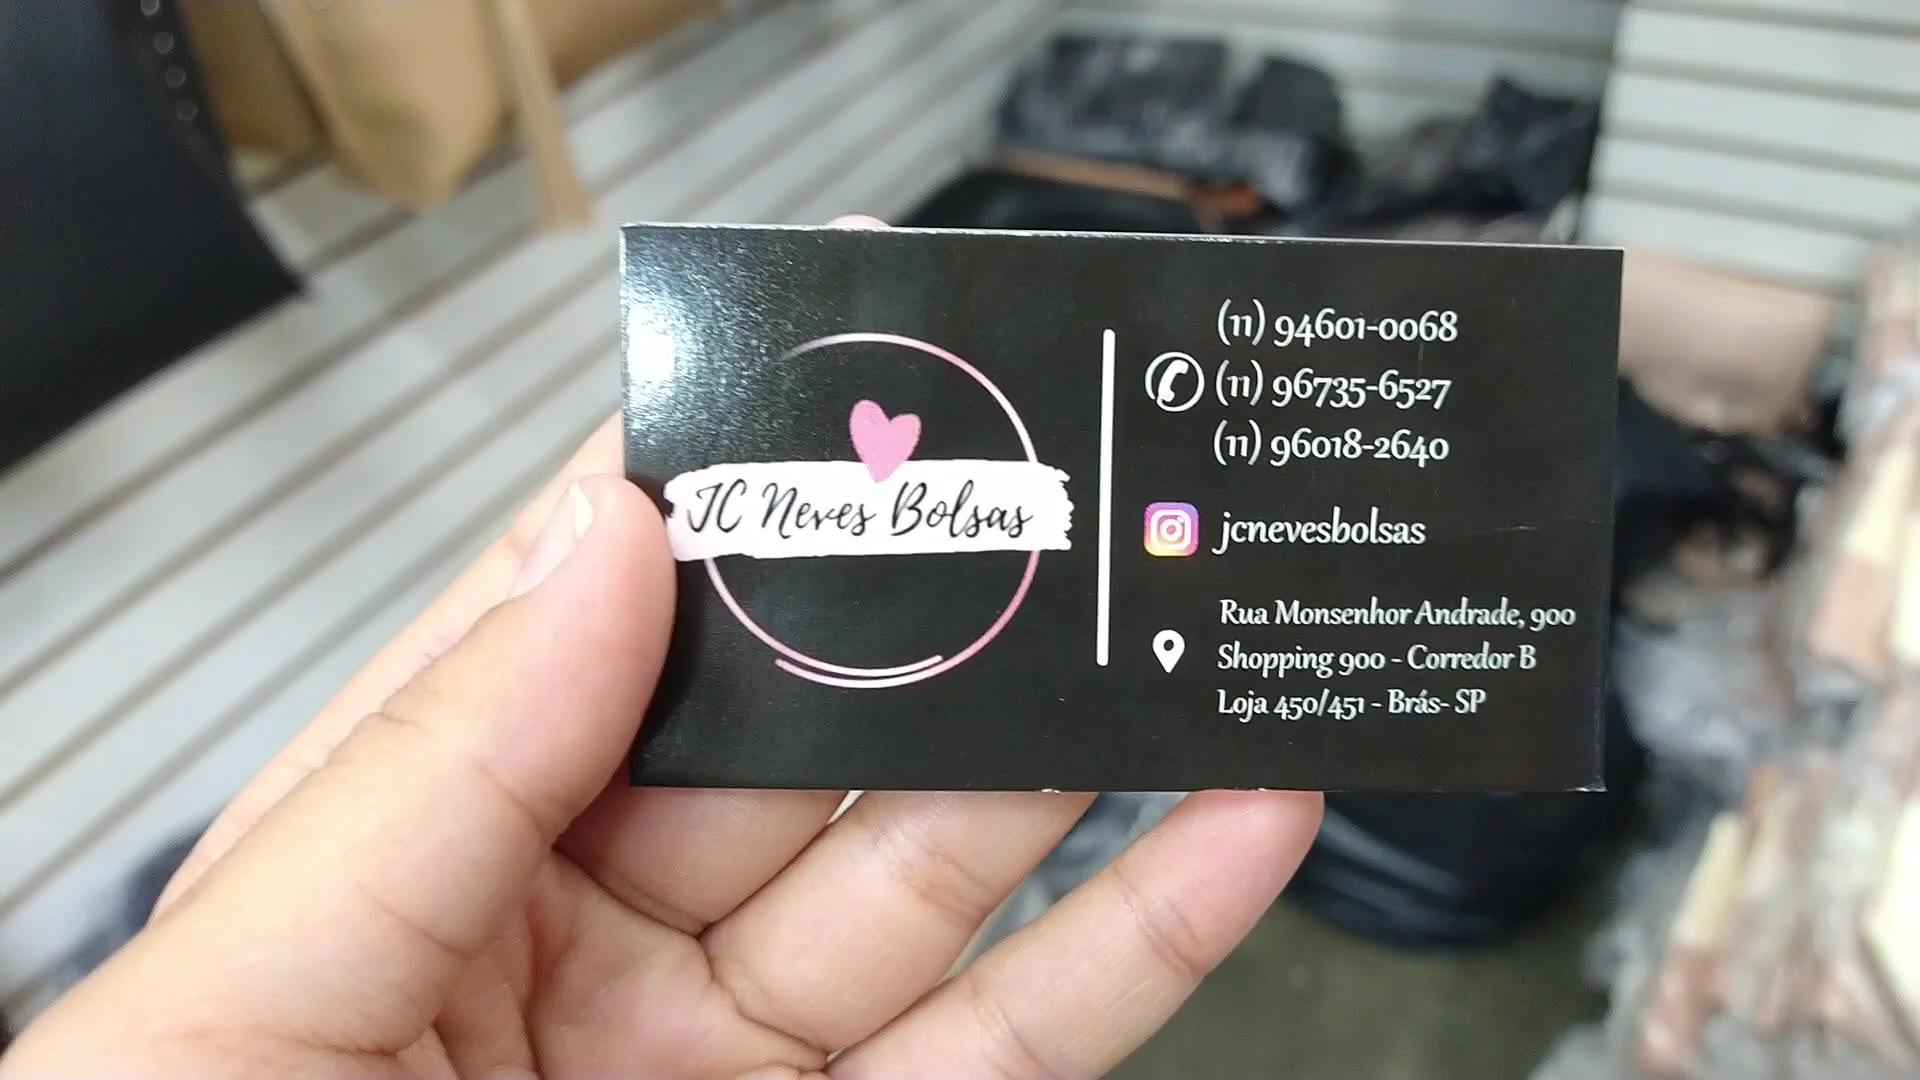 JC Neves Bolsas
(11) 94601-0068
(11) 96735-6527
(11) 96018-2640
jcnevesbolsas
Rua Monsenhor Andrade, 900
Shopping 900 - Corredor B
Loja 450/451 - Brás- SP